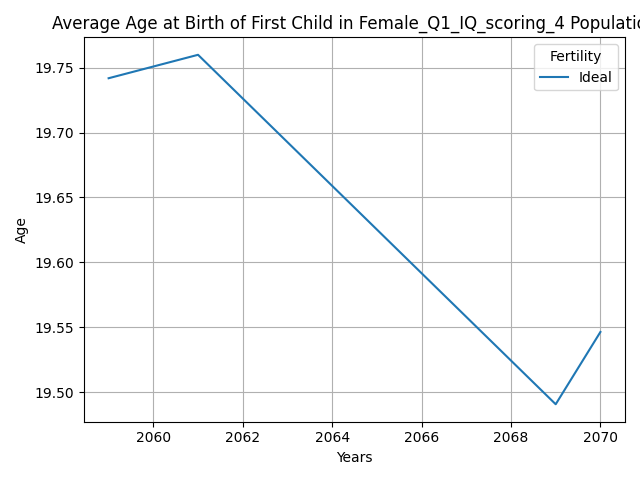 Average Age at Birth of First Child in Female_Q1_IQ_scoring_4 Populatio
Fertility
Ideal
19.75
19.70
19.65
19.60
19.55
19.50
Age
2060 2062 2064 2066 2068 2070
Years